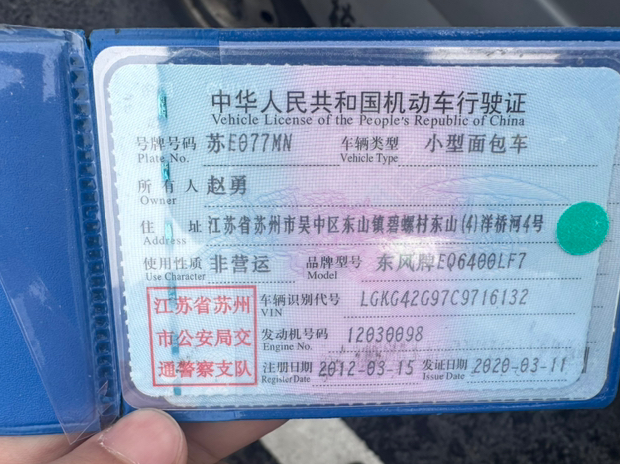 中华人民共和国机动车行驶证
Vehicle License of the People's Republic of China
号牌号码 苏E077MN 车辆类型 小型面包车
Plate No. Vehicle Type
所有人 赵勇
Owner
住 址 江苏省苏州市吴中区东山镇碧螺村东山(4)洋桥河4号
Address
使用性质 非营运 品牌型号 东风牌EQ6400LF7
Use Character Model
江苏省苏州
市公安局交
通警察支队
车辆识别代号 LGKG42G97C9716132
VIN
发动机号码 12030098
Engine No.
注册日期 2012-03-15 发证日期 2020-03-11
Register Date Issue Date